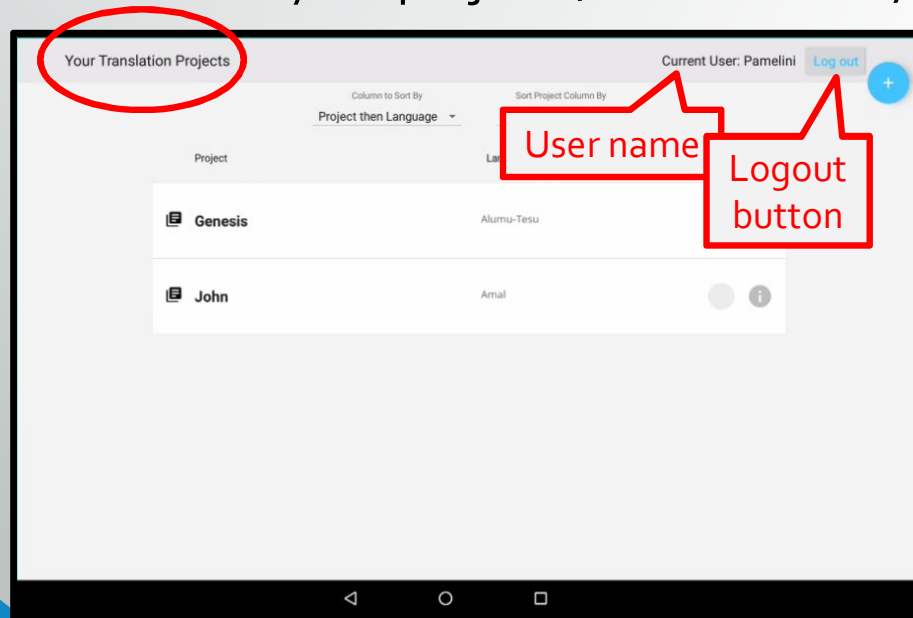 Your Translation Projects Current User: Pamelini Log out
+
Column to Sort By Sort Project Column By
Project then Language
User name
Logout
button
Project
Genesis Alumu-Tesu
John Amal